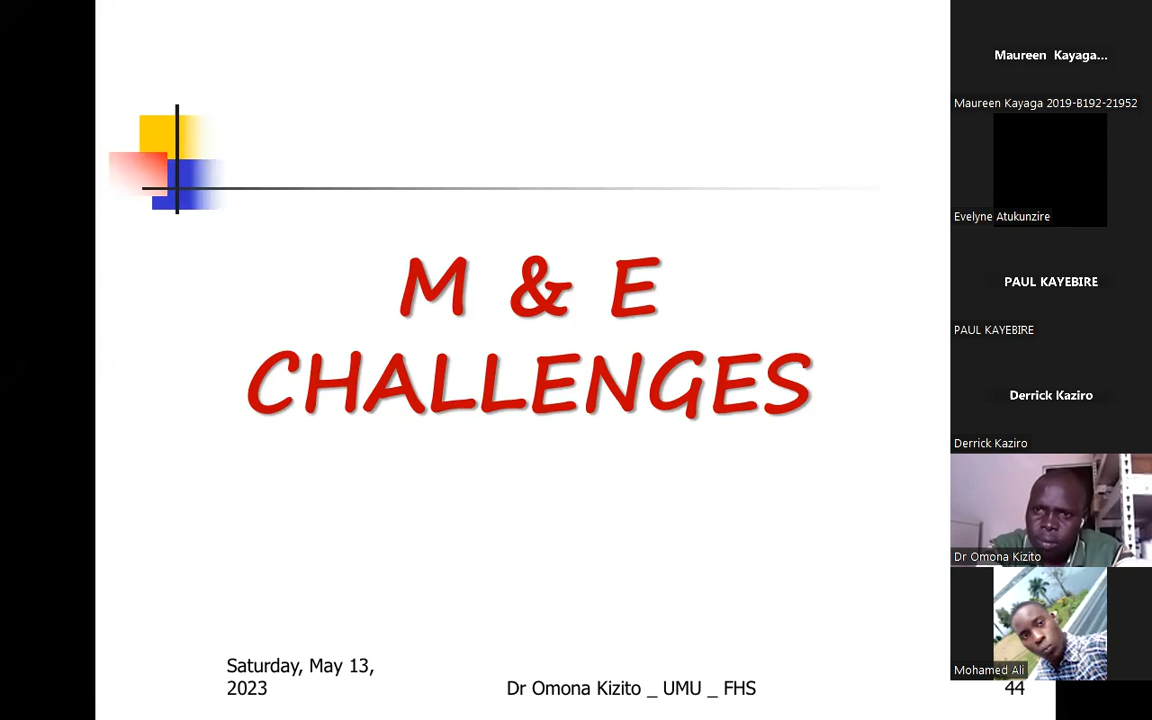 M & E
CHALLENGES
Saturday, May 13,
2023
Dr Omona Kizito _ UMU _ FHS
44
Maureen Kayaga...
Maureen Kayaga 2019-B192-21952
Evelyne Atukunzire
PAUL KAYEBIRE
PAUL KAYEBIRE
Derrick Kaziro
Derrick Kaziro
Dr Omona Kizito
Mohamed Ali